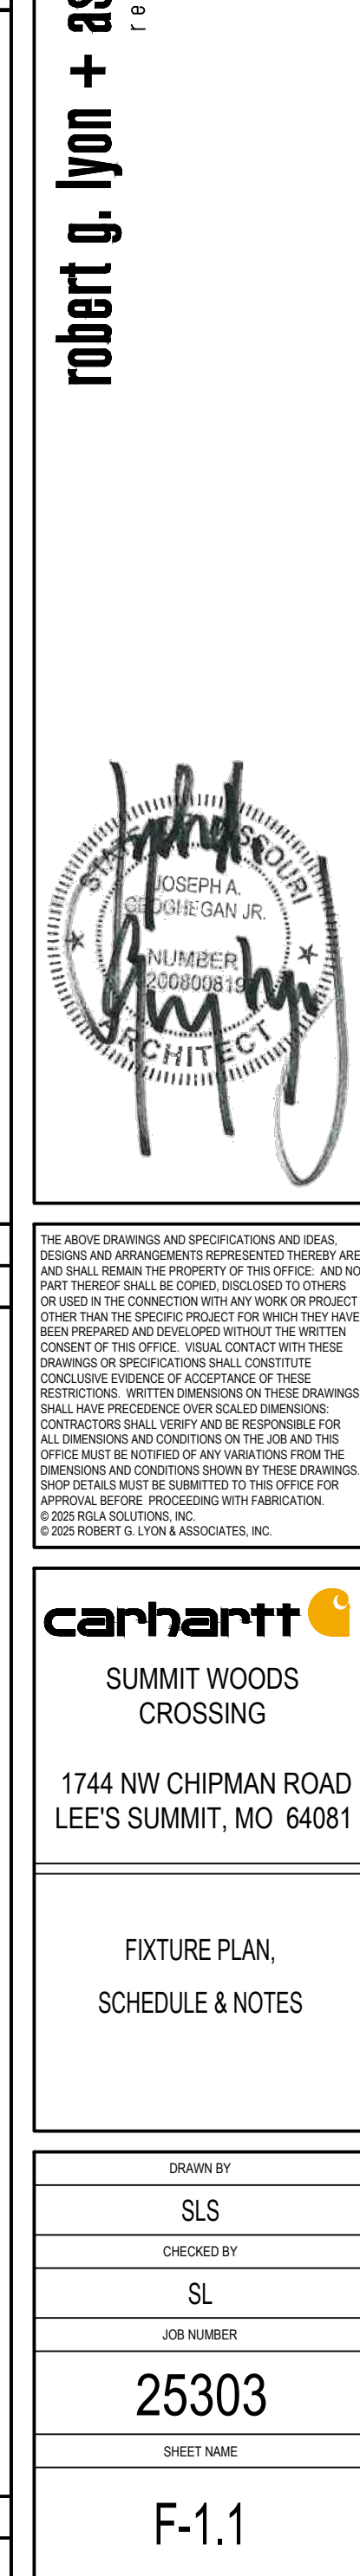 robert g. lyon +
STATE OF MISSOURI
JOSEPH A.
GEOGHEGAN JR.
NUMBER
ARCHITECT
THE ABOVE DRAWINGS AND SPECIFICATIONS AND IDEAS,
DESIGNS AND ARRANGEMENTS REPRESENTED THEREBY ARE
AND SHALL REMAIN THE PROPERTY OF THIS OFFICE: AND NO
PART THEREOF SHALL BE COPIED, DISCLOSED TO OTHERS
OR USED IN THE CONNECTION WITH ANY WORK OR PROJECT
OTHER THAN THE SPECIFIC PROJECT FOR WHICH THEY HAVE
BEEN PREPARED AND DEVELOPED WITHOUT THE WRITTEN
CONSENT OF THIS OFFICE. VISUAL CONTACT WITH THESE
DRAWINGS OR SPECIFICATIONS SHALL CONSTITUTE
CONCLUSIVE EVIDENCE OF ACCEPTANCE OF THESE
RESTRICTIONS. WRITTEN DIMENSIONS ON THESE DRAWINGS
SHALL HAVE PRECEDENCE OVER SCALED DIMENSIONS:
CONTRACTORS SHALL VERIFY AND BE RESPONSIBLE FOR
ALL DIMENSIONS AND CONDITIONS ON THE JOB AND THIS
OFFICE MUST BE NOTIFIED OF ANY VARIATIONS FROM THE
DIMENSIONS AND CONDITIONS SHOWN BY THESE DRAWINGS.
SHOP DETAILS MUST BE SUBMITTED TO THIS OFFICE FOR
APPROVAL BEFORE PROCEEDING WITH FABRICATION.
© 2025 RGLA SOLUTIONS, INC.
© 2025 ROBERT G. LYON & ASSOCIATES, INC.
carhartt
SUMMIT WOODS
CROSSING
1744 NW CHIPMAN ROAD
LEE'S SUMMIT, MO 64081
FIXTURE PLAN,
SCHEDULE & NOTES
DRAWN BY
SLS
CHECKED BY
SL
JOB NUMBER
25303
SHEET NAME
F-1.1